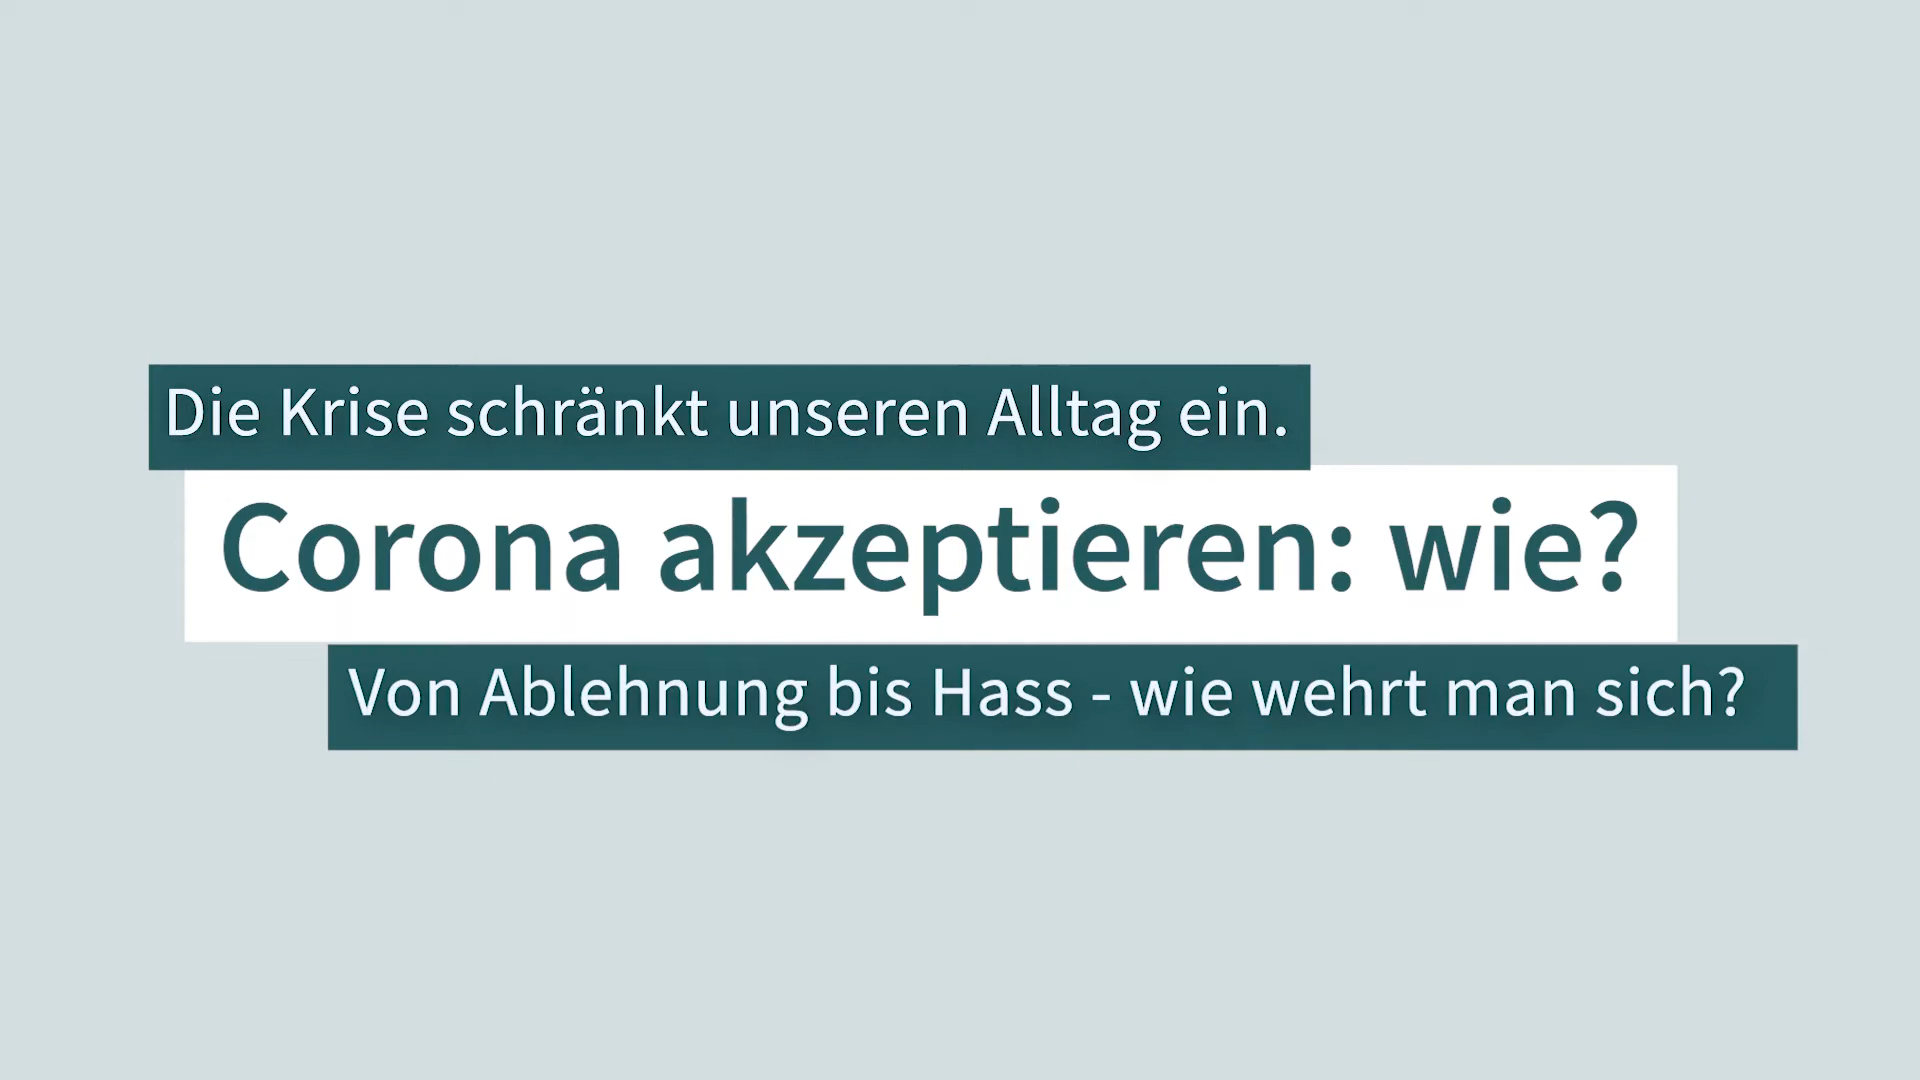 Die Krise schränkt unseren Alltag ein.
Corona akzeptieren: wie?
Von Ablehnung bis Hass - wie wehrt man sich?